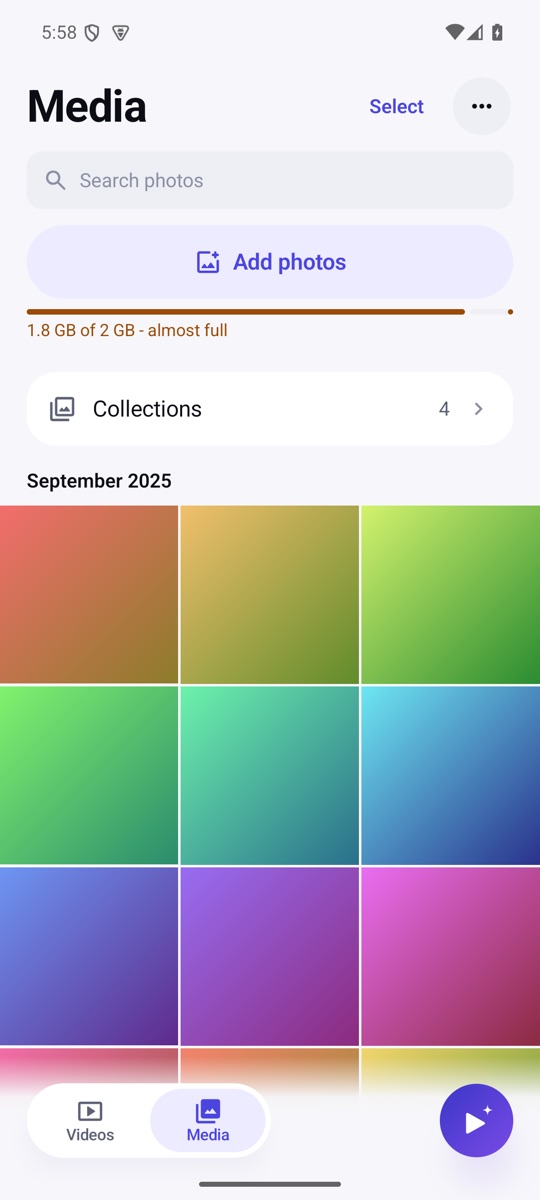 5:58
Media
Select
Search photos
Add photos
1.8 GB of 2 GB - almost full
Collections
4
September 2025
Videos
Media